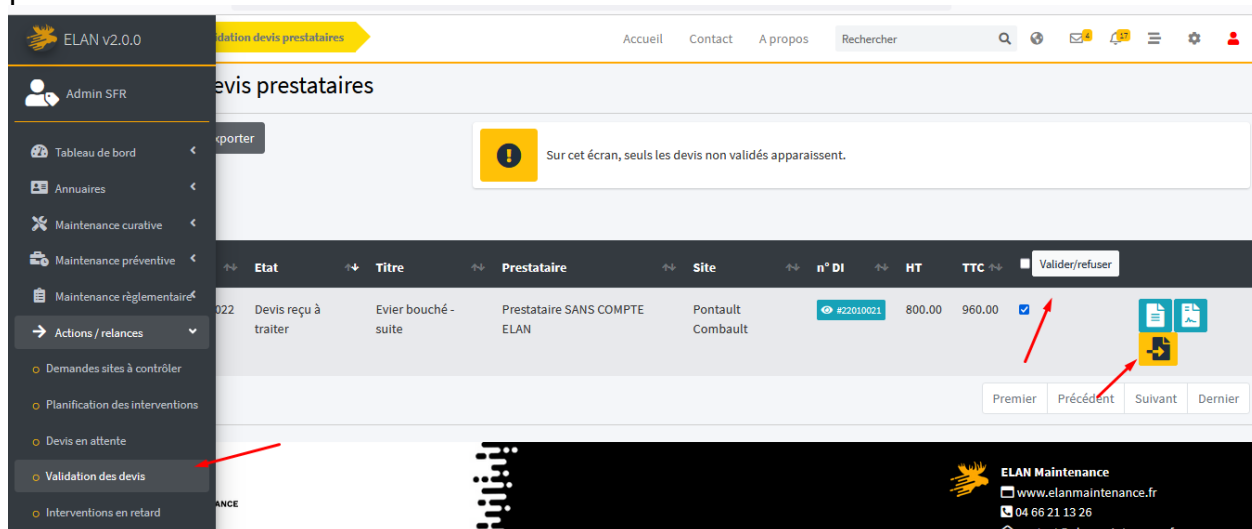 ELAN v2.0.0
dation devis prestataires
Accueil
Contact
A propos
Rechercher
4
17
Admin SFR
evis prestataires
xporter
Sur cet écran, seuls les devis non validés apparaissent.
Tableau de bord
Annuaires
Maintenance curative
Maintenance préventive
Maintenance règlementaire
Actions / relances
Demandes sites à contrôler
Planification des interventions
Devis en attente
Validation des devis
Interventions en retard
Etat
Titre
Prestataire
Site
n° DI
HT
TTC
Valider/refuser
022
Devis reçu à
traiter
Evier bouché -
suite
Prestataire SANS COMPTE
ELAN
Pontault
Combault
#22010021
800.00
960.00
Premier
Précédent
Suivant
Dernier
ANCE
ELAN Maintenance
www.elanmaintenance.fr
04 66 21 13 26